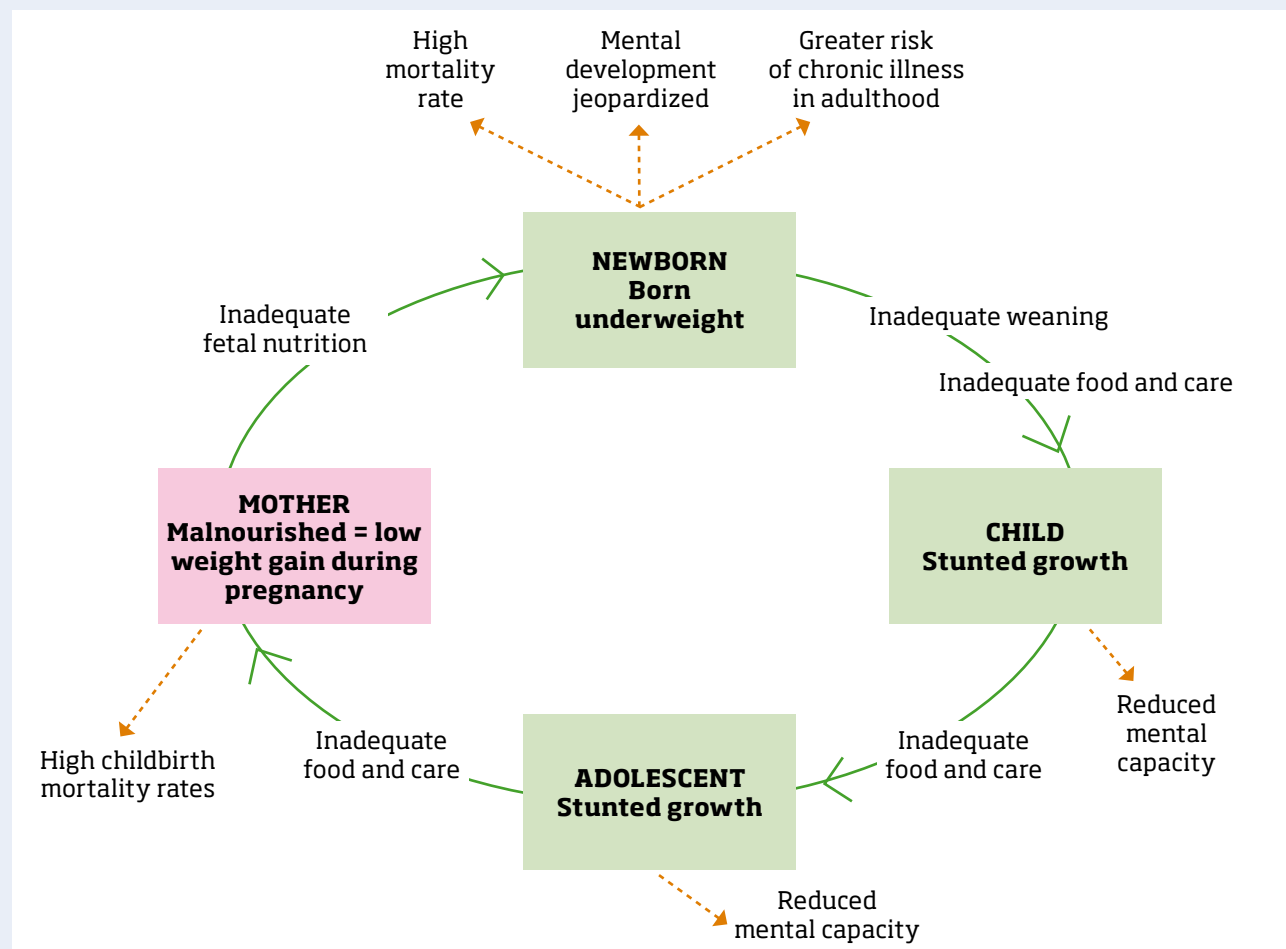 High
mortality
rate
Mental
development
jeopardized
Greater risk
of chronic illness
in adulthood
NEWBORN
Born
underweight
Inadequate
fetal nutrition
Inadequate weaning
Inadequate food and care
MOTHER
Malnourished = low
weight gain during
pregnancy
CHILD
Stunted growth
High childbirth
mortality rates
Inadequate
food and care
ADOLESCENT
Stunted growth
Inadequate
food and care
Reduced
mental
capacity
Reduced
mental capacity